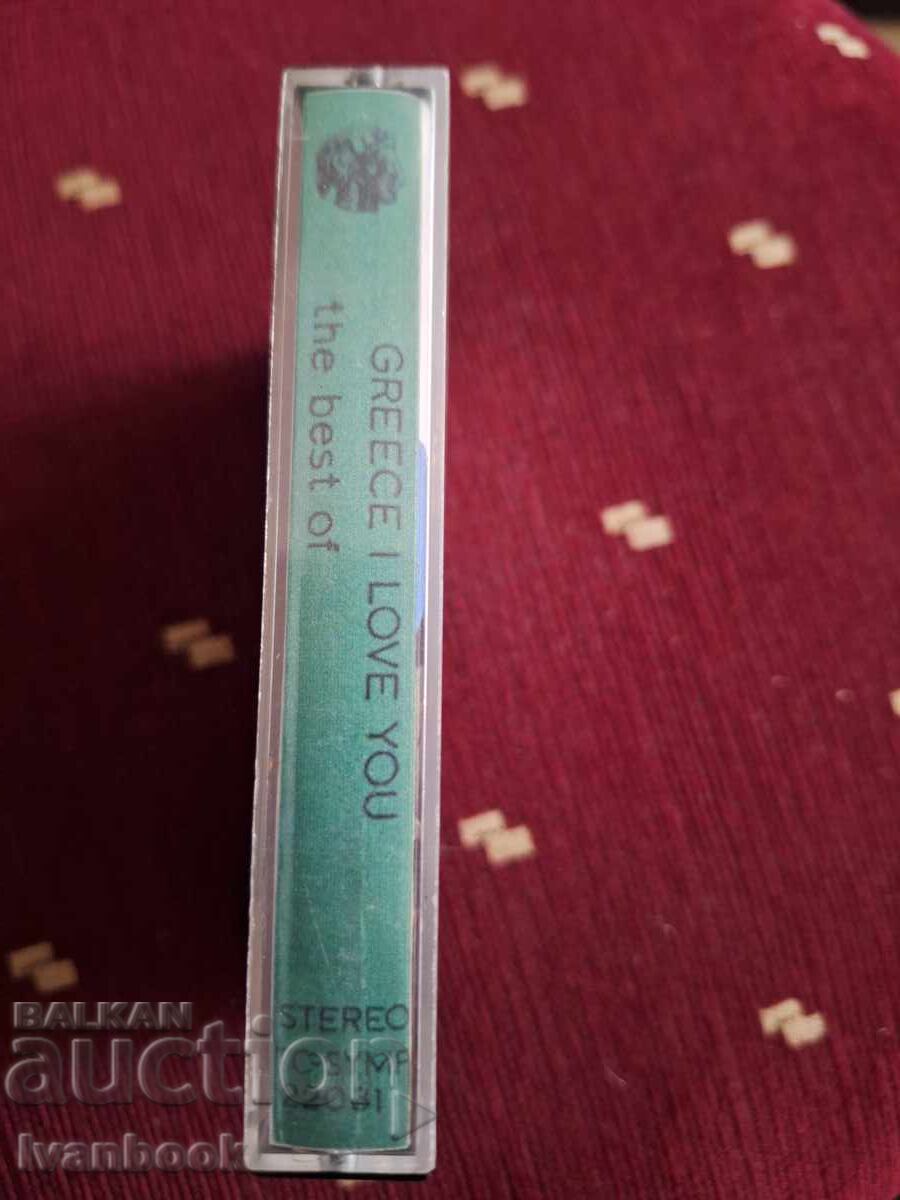 GREECE I LOVE YOU
the best of
STEREO
BALKAN
auction
Ivanbook